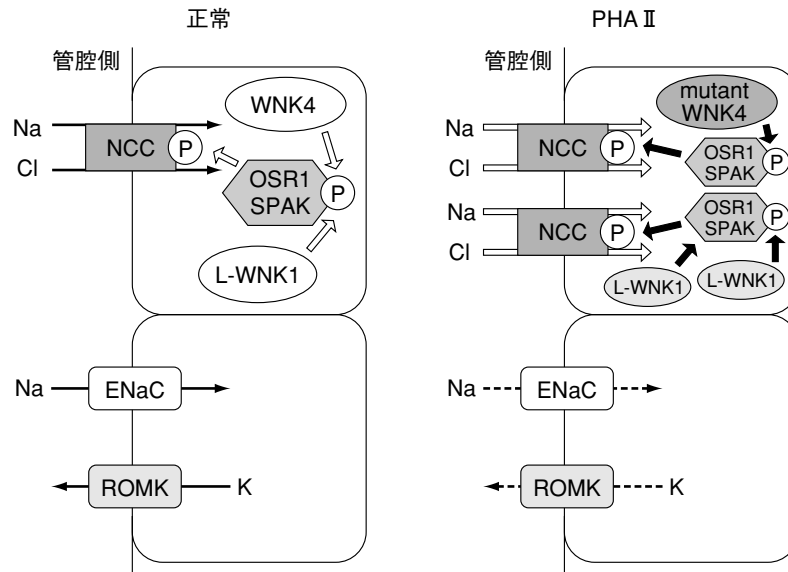 正常
管腔側
WNK4
Na
NCC
P
Cl
OSR1
SPAK
P
L-WNK1
Na
ENaC
ROMK
K
PHA Ⅱ
管腔側
mutant
WNK4
Na
NCC
P
Cl
OSR1
SPAK
P
Na
NCC
P
Cl
OSR1
SPAK
P
L-WNK1
L-WNK1
Na
ENaC
ROMK
K